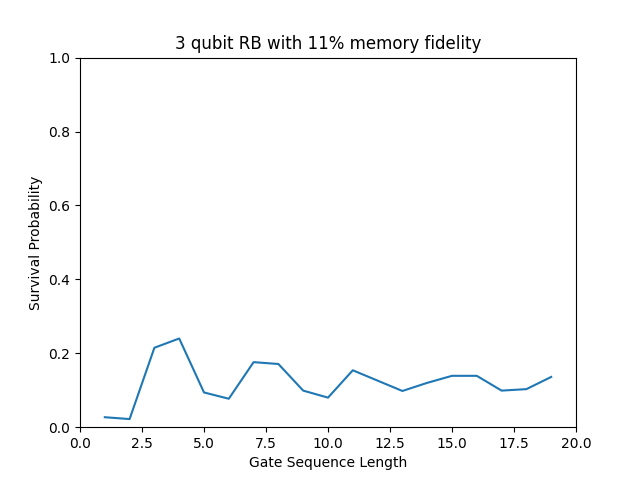 3 qubit RB with 11% memory fidelity
1.0
0.8
0.6
0.4
0.2
0.0
Survival Probability
0.0 2.5 5.0 7.5 10.0 12.5 15.0 17.5 20.0
Gate Sequence Length